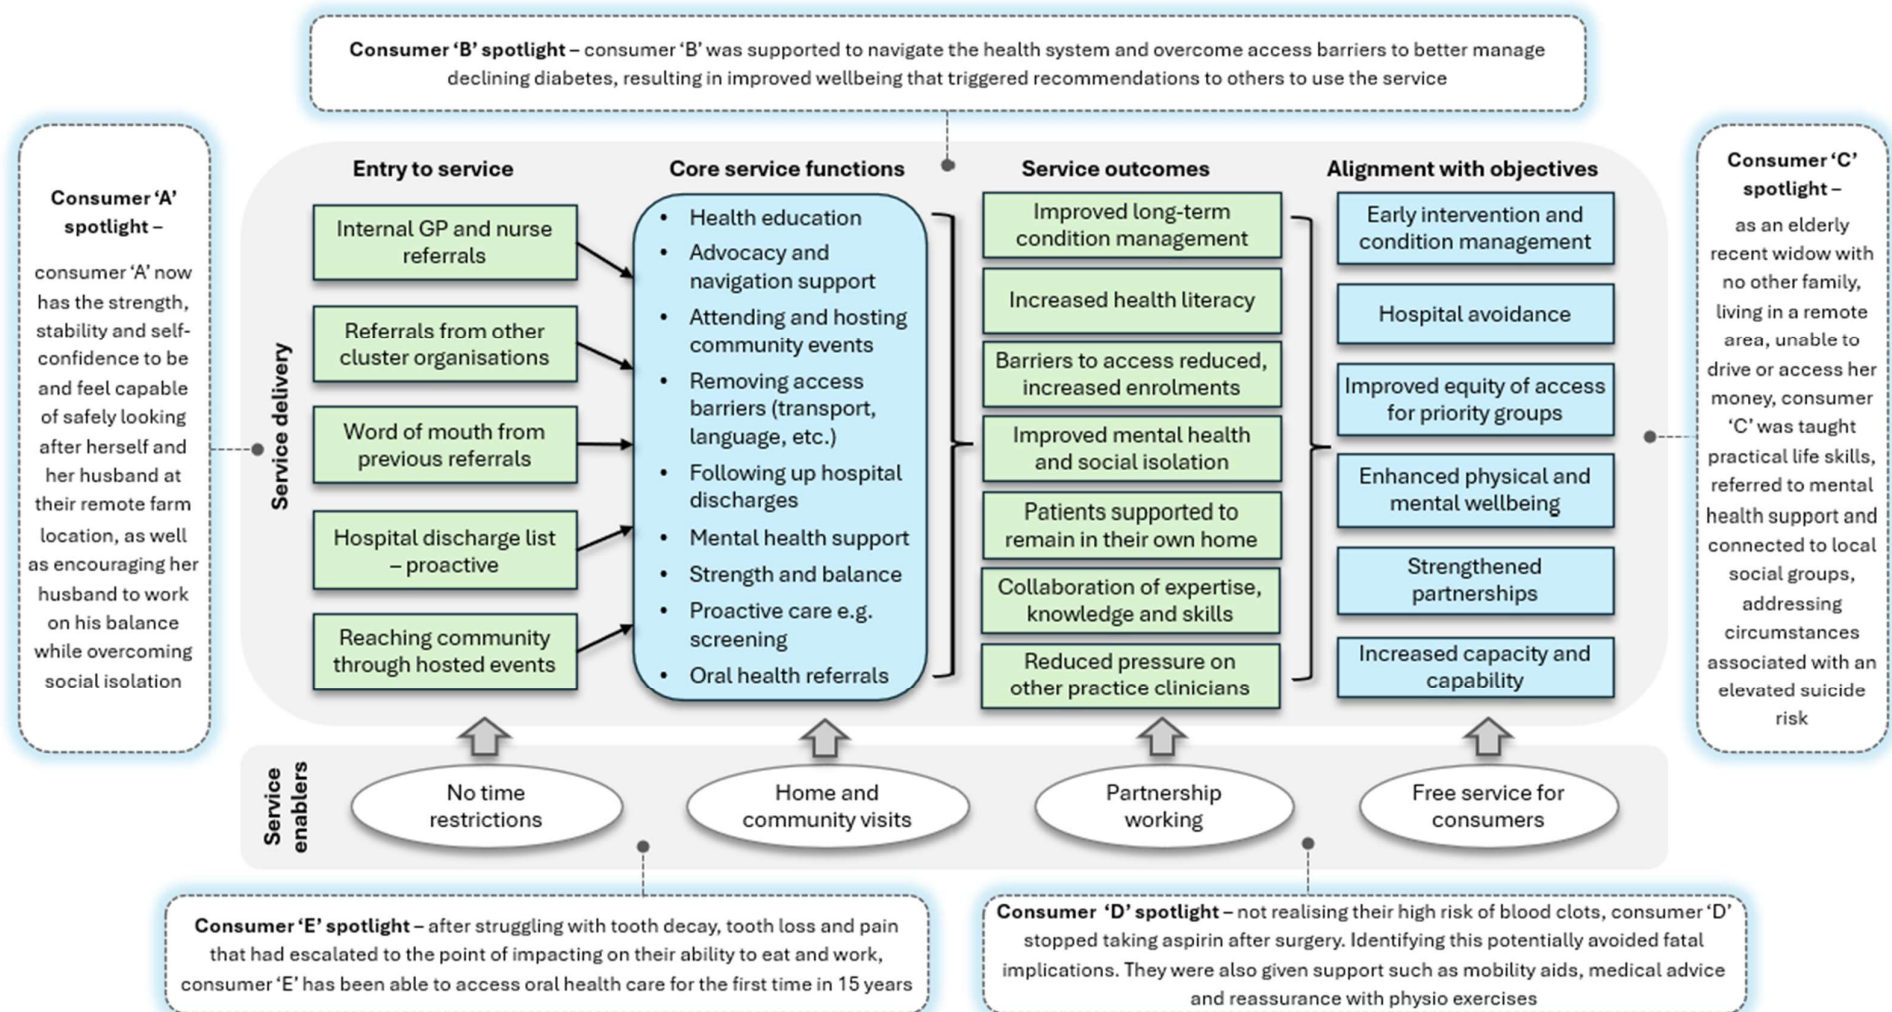 Consumer ‘B’ spotlight – consumer ‘B’ was supported to navigate the health system and overcome access barriers to better manage
declining diabetes, resulting in improved wellbeing that triggered recommendations to others to use the service
Consumer ‘A’
spotlight –
consumer ‘A’ now
has the strength,
stability and self-
confidence to be
and feel capable
of safely looking
after herself and
her husband at
their remote farm
location, as well
as encouraging her
husband to work
on his balance
while overcoming
social isolation
Service delivery
Entry to service
Internal GP and nurse
referrals
Referrals from other
cluster organisations
Word of mouth from
previous referrals
Hospital discharge list
– proactive
Reaching community
through hosted events
Core service functions
• Health education
• Advocacy and
navigation support
• Attending and hosting
community events
• Removing access
barriers (transport,
language, etc.)
• Following up hospital
discharges
• Mental health support
• Strength and balance
• Proactive care e.g.
screening
• Oral health referrals
Service outcomes
Improved long-term
condition management
Increased health literacy
Barriers to access reduced,
increased enrolments
Improved mental health
and social isolation
Patients supported to
remain in their own home
Collaboration of expertise,
knowledge and skills
Reduced pressure on
other practice clinicians
Alignment with objectives
Early intervention and
condition management
Hospital avoidance
Improved equity of access
for priority groups
Enhanced physical and
mental wellbeing
Strengthened
partnerships
Increased capacity and
capability
Consumer ‘C’
spotlight –
as an elderly
recent widow with
no other family,
living in a remote
area, unable to
drive or access her
money, consumer
‘C’ was taught
practical life skills,
referred to mental
health support and
connected to local
social groups,
addressing
circumstances
associated with an
elevated suicide
risk
Service
enablers
No time
restrictions
Home and
community visits
Partnership
working
Free service for
consumers
Consumer ‘E’ spotlight – after struggling with tooth decay, tooth loss and pain
that had escalated to the point of impacting on their ability to eat and work,
consumer ‘E’ has been able to access oral health care for the first time in 15 years
Consumer ‘D’ spotlight – not realising their high risk of blood clots, consumer ‘D’
stopped taking aspirin after surgery. Identifying this potentially avoided fatal
implications. They were also given support such as mobility aids, medical advice
and reassurance with physio exercises